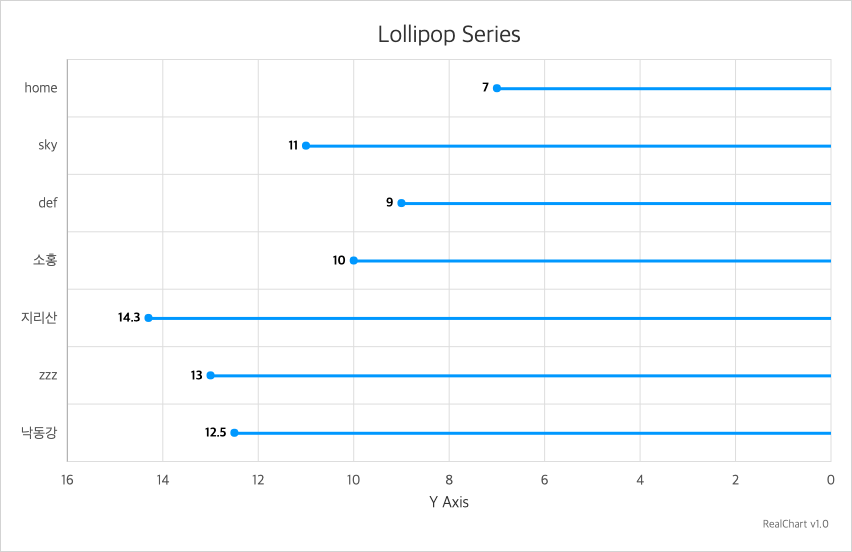 Lollipop Series
home
7
sky
11
def
9
소홍
10
지리산
14.3
zzz
13
낙동강
12.5
16 14 12 10 8 6 4 2 0
Y Axis
RealChart v1.0